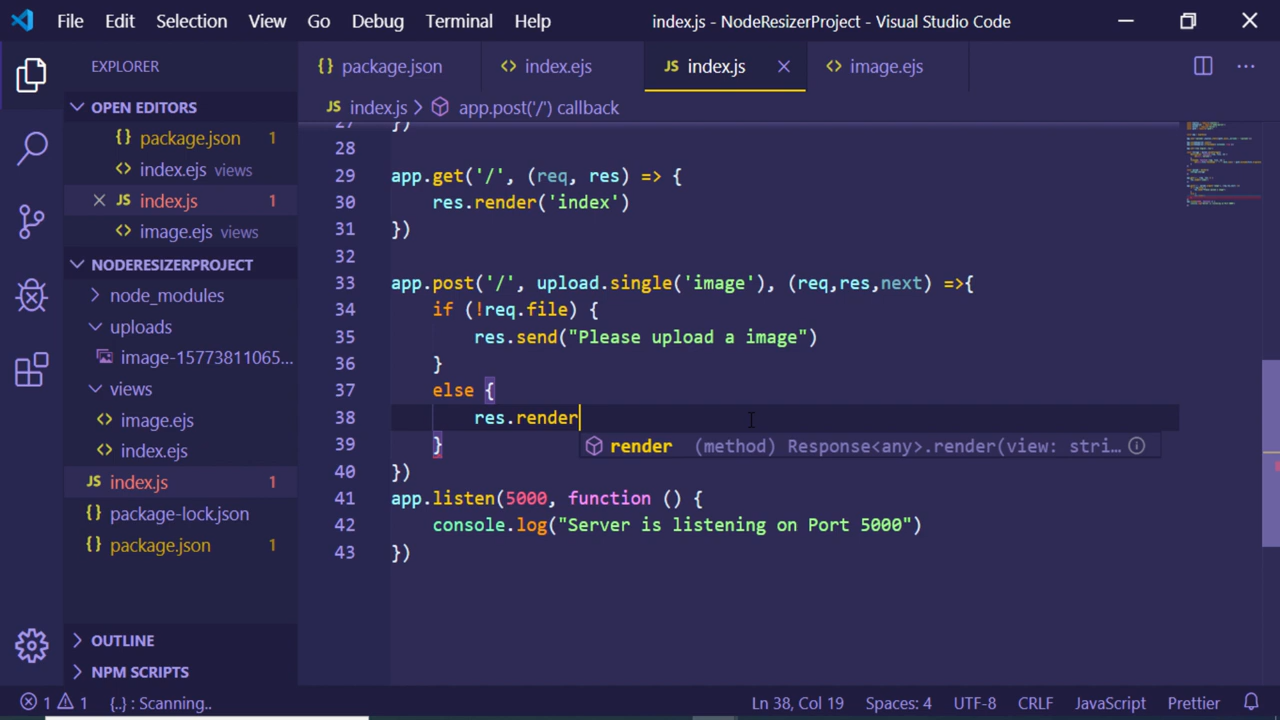 File Edit Selection View Go Debug Terminal Help index.js - NodeResizerProject - Visual Studio Code
EXPLORER
OPEN EDITORS
{} package.json 1
<> index.ejs views
JS index.js 1
<> image.ejs views
NODERESIZERPROJECT
node_modules
uploads
image-15773811065...
views
<> image.ejs
<> index.ejs
JS index.js 1
{} package-lock.json
{} package.json 1
OUTLINE
NPM SCRIPTS
{} package.json <> index.ejs JS index.js <> image.ejs
JS index.js > app.post('/') callback
27 })
28
29 app.get('/', (req, res) => {
30 res.render('index')
31 })
32
33 app.post('/', upload.single('image'), (req,res,next) =>{
34 if (!req.file) {
35 res.send("Please upload a image")
36 }
37 else {
38 res.render
render (method) Response<any>.render(view: stri...
39 }
40 })
41 app.listen(5000, function () {
42 console.log("Server is listening on Port 5000")
43 })
1 1 {..} : Scanning.. Ln 38, Col 19 Spaces: 4 UTF-8 CRLF JavaScript Prettier